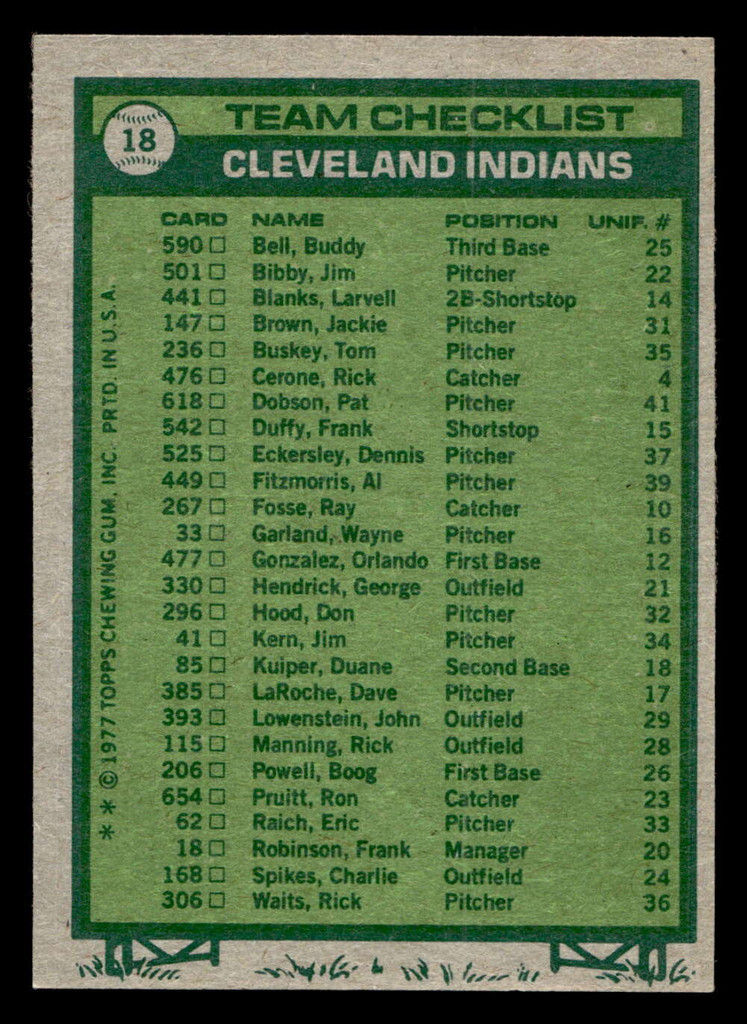 18
TEAM CHECKLIST
CLEVELAND INDIANS
CARD NAME POSITION UNIF. #
590 □ Bell, Buddy Third Base 25
501 □ Bibby, Jim Pitcher 22
441 □ Blanks, Larvell 2B-Shortstop 14
147 □ Brown, Jackie Pitcher 31
236 □ Buskey, Tom Pitcher 35
476 □ Cerone, Rick Catcher 4
618 □ Dobson, Pat Pitcher 41
542 □ Duffy, Frank Shortstop 15
525 □ Eckersley, Dennis Pitcher 37
449 □ Fitzmorris, Al Pitcher 39
267 □ Fosse, Ray Catcher 10
33 □ Garland, Wayne Pitcher 16
477 □ Gonzalez, Orlando First Base 12
330 □ Hendrick, George Outfield 21
296 □ Hood, Don Pitcher 32
41 □ Kern, Jim Pitcher 34
85 □ Kuiper, Duane Second Base 18
385 □ LaRoche, Dave Pitcher 17
393 □ Lowenstein, John Outfield 29
115 □ Manning, Rick Outfield 28
206 □ Powell, Boog First Base 26
654 □ Pruitt, Ron Catcher 23
62 □ Raich, Eric Pitcher 33
18 □ Robinson, Frank Manager 20
168 □ Spikes, Charlie Outfield 24
306 □ Waits, Rick Pitcher 36
* * © 1977 TOPPS CHEWING GUM, INC. PRTD. IN U.S.A.